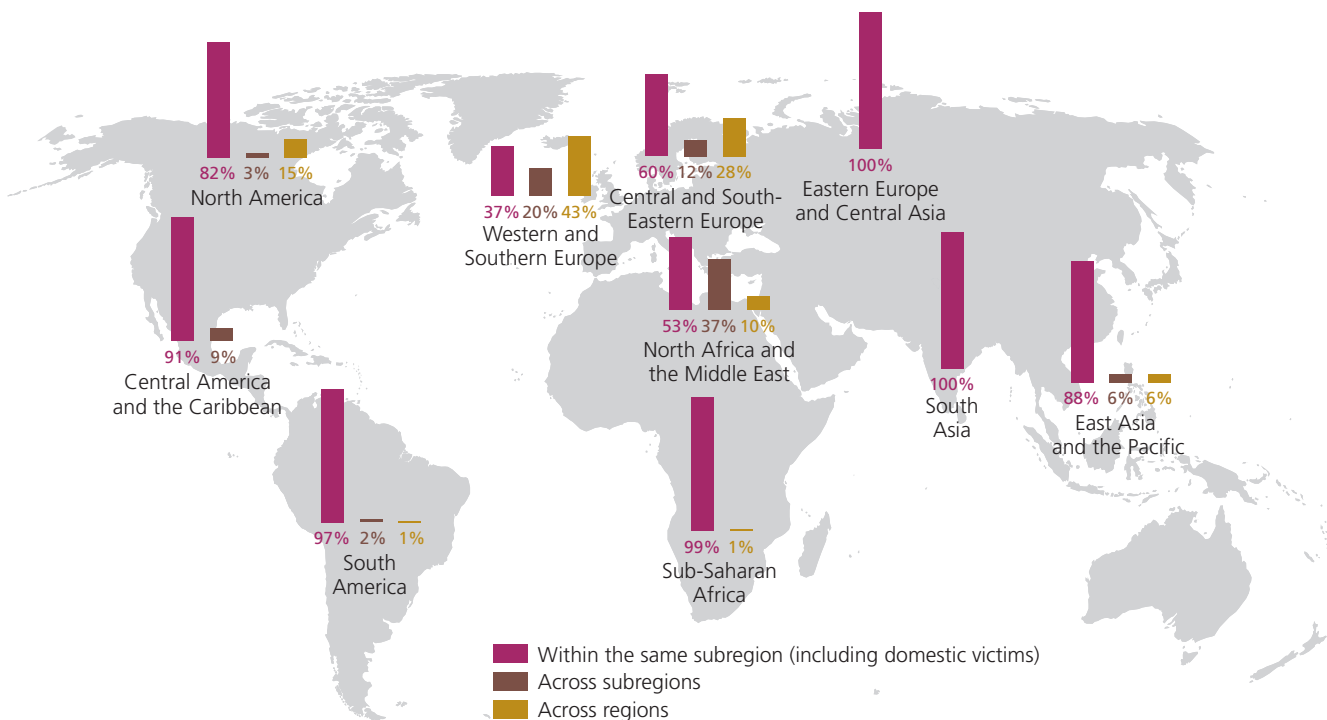 82% 3% 15%
North America
37% 20% 43%
Western and
Southern Europe
60% 12% 28%
Central and South-
Eastern Europe
100%
Eastern Europe
and Central Asia
91% 9%
Central America
and the Caribbean
53% 37% 10%
North Africa and
the Middle East
100%
South
Asia
88% 6% 6%
East Asia
and the Pacific
97% 2% 1%
South
America
99% 1%
Sub-Saharan
Africa
Within the same subregion (including domestic victims)
Across subregions
Across regions